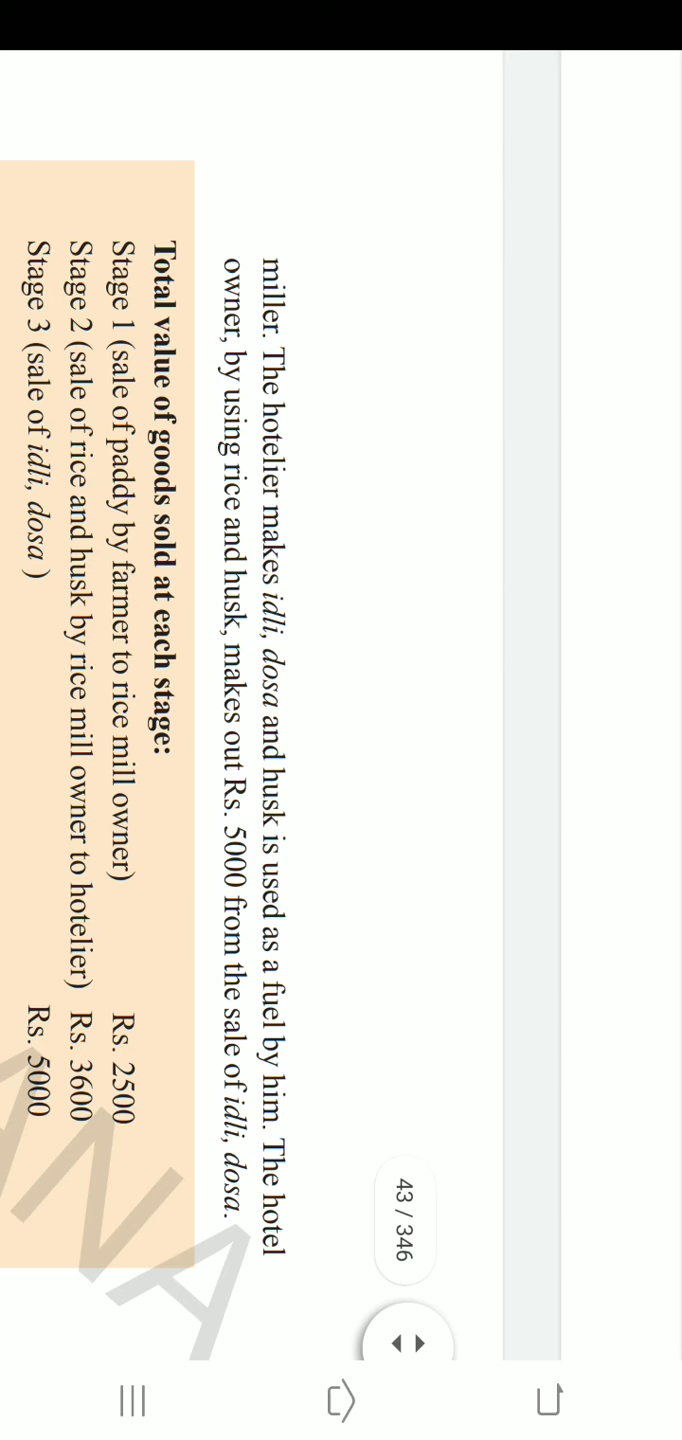 43 / 346
miller. The hotelier makes idli, dosa and husk is used as a fuel by him. The hotel
owner, by using rice and husk, makes out Rs. 5000 from the sale of idli, dosa.
Total value of goods sold at each stage:
Stage 1 (sale of paddy by farmer to rice mill owner) Rs. 2500
Stage 2 (sale of rice and husk by rice mill owner to hotelier) Rs. 3600
Stage 3 (sale of idli, dosa ) Rs. 5000